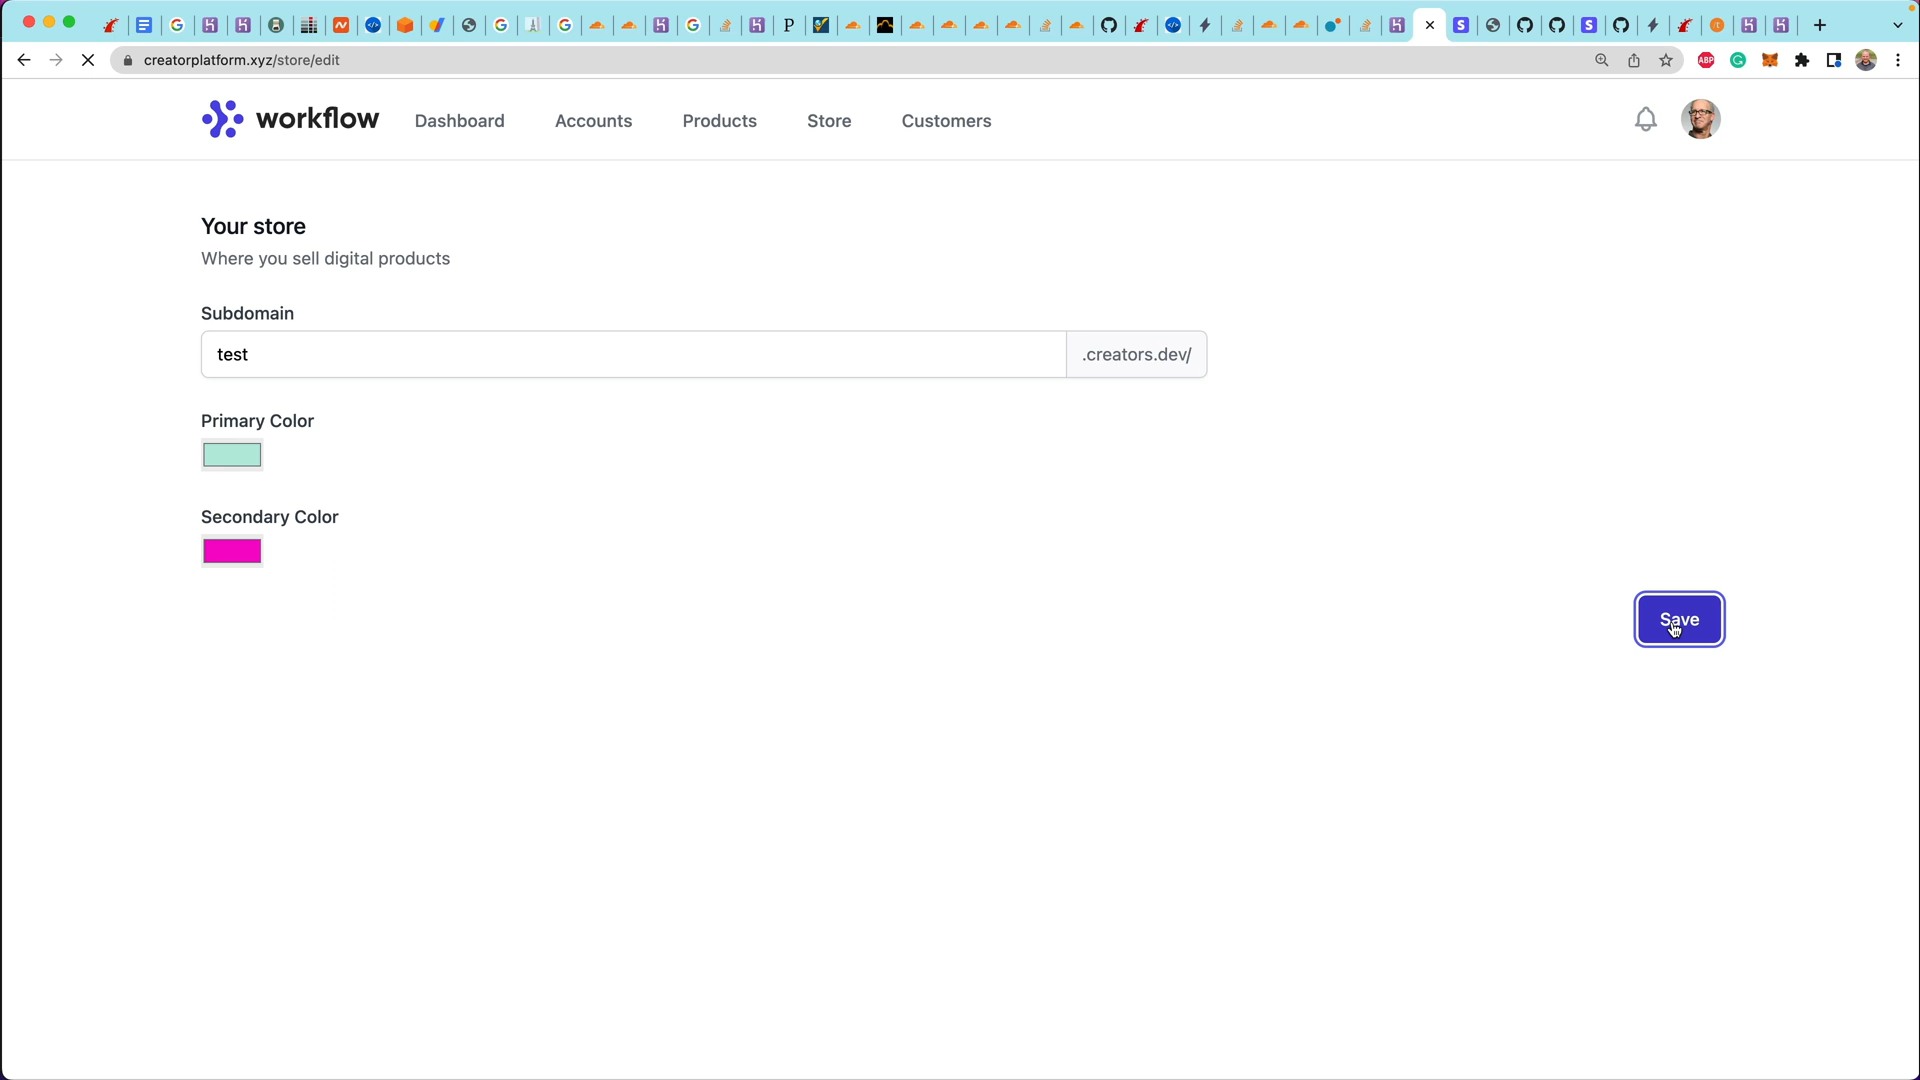 creatorplatform.xyz/store/edit
ABP
workflow
Dashboard
Accounts
Products
Store
Customers
Your store
Where you sell digital products
Subdomain
test
.creators.dev/
Primary Color
Secondary Color
Save